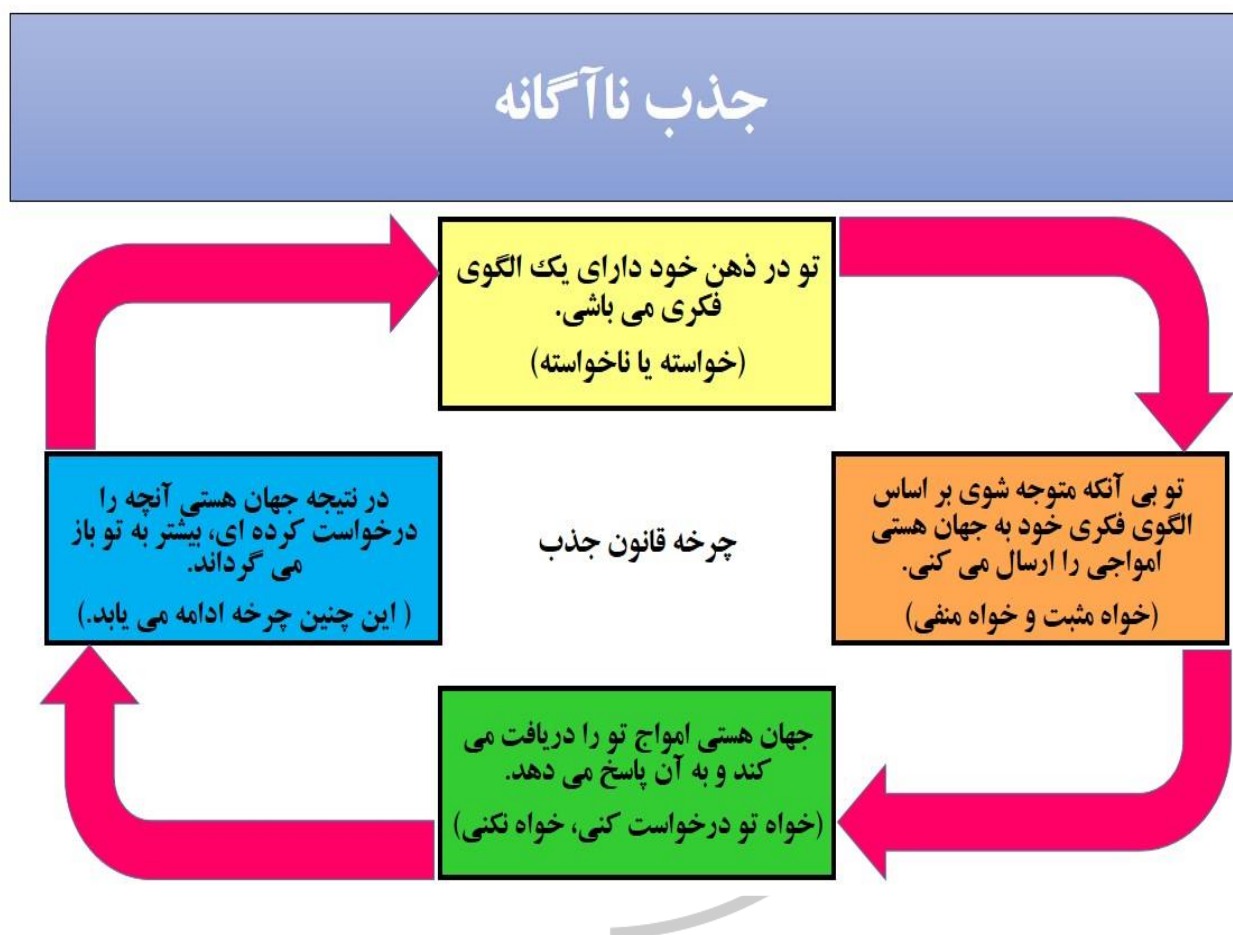 جذب ناآگانه
تو در ذهن خود دارای یک الگوی
فکری می باشی.
(خواسته یا ناخواسته)
تو بی آنکه متوجه شوی بر اساس
الگوی فکری خود به جهان هستی
امواجی را ارسال می کنی.
(خواه مثبت و خواه منفی)
جهان هستی امواج تو را دریافت می
کند و به آن پاسخ می دهد.
(خواه تو درخواست کنی، خواه نکنی)
در نتیجه جهان هستی آنچه را
درخواست کرده ای، بیشتر به تو باز
می گرداند.
( این چنین چرخه ادامه می یابد.)
چرخه قانون جذب